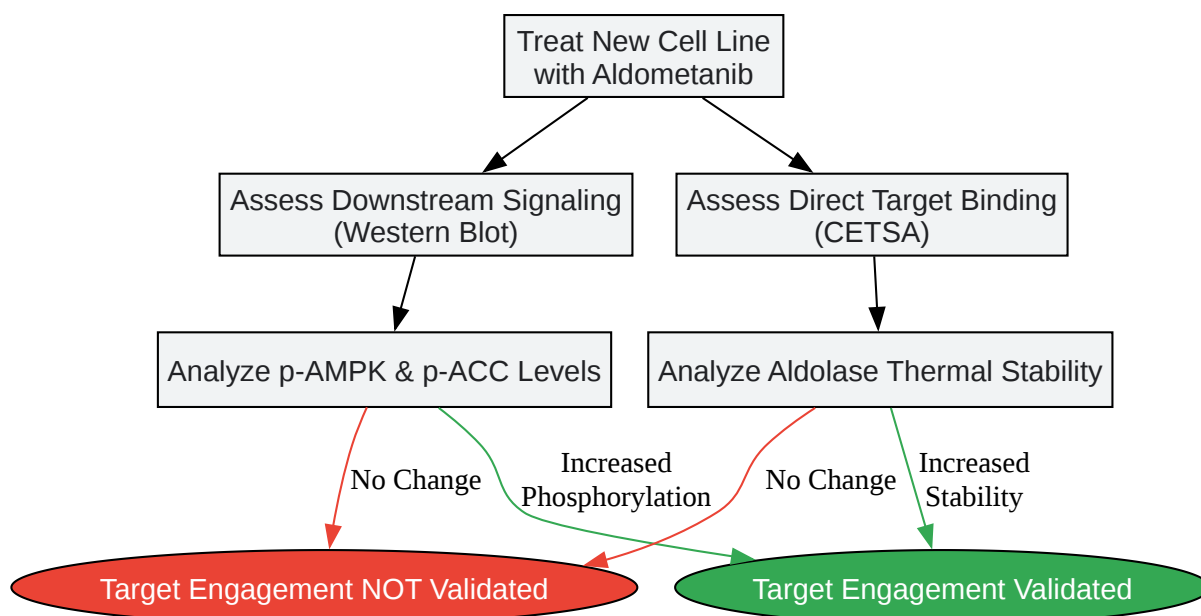 Treat New Cell Line
with Aldometanib
Assess Downstream Signaling
(Western Blot)
Assess Direct Target Binding
(CETSA)
Analyze p-AMPK & p-ACC Levels
Analyze Aldolase Thermal Stability
No Change
Increased
Phosphorylation
No Change
Increased
Stability
Target Engagement NOT Validated
Target Engagement Validated